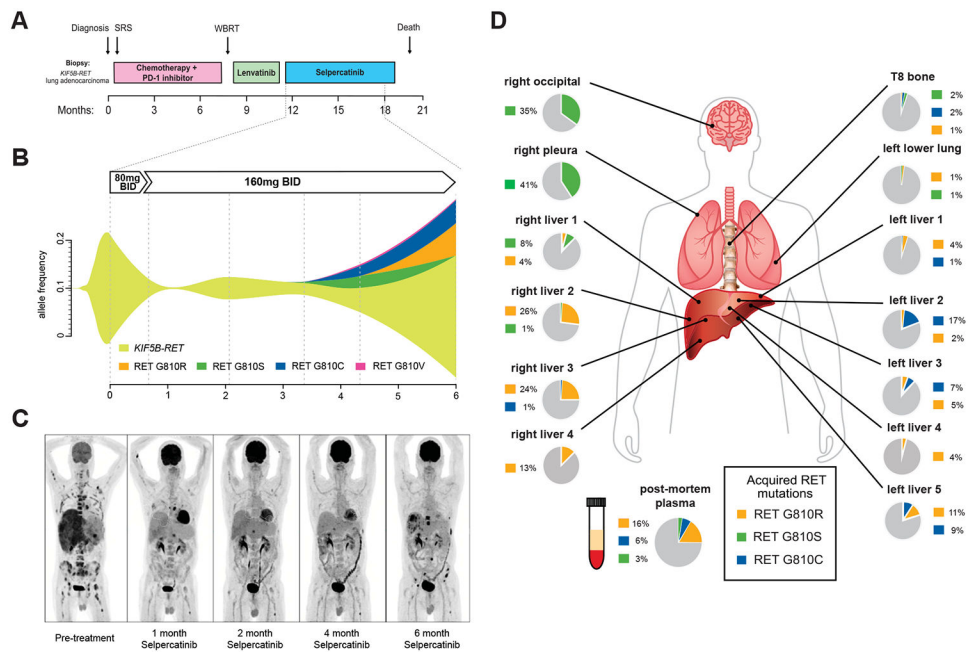 A
Diagnosis
SRS
WBRT
Death
Biopsy:
KIF5B-RET
lung adenocarcinoma
Chemotherapy +
PD-1 inhibitor
Lenvatinib
Selpercatinib
Months:
0 3 6 9 12 15 18 21
B
80mg
BID
160mg BID
allele frequency
0.2
0.1
0.1
0
KIF5B-RET
RET G810R
RET G810S
RET G810C
RET G810V
0 1 2 3 4 5 6
C
Pre-treatment
1 month
Selpercatinib
2 month
Selpercatinib
4 month
Selpercatinib
6 month
Selpercatinib
D
right occipital
35%
right pleura
41%
right liver 1
8%
4%
right liver 2
26%
1%
right liver 3
24%
1%
right liver 4
13%
T8 bone
2%
2%
1%
left lower lung
1%
1%
left liver 1
4%
1%
left liver 2
17%
2%
left liver 3
7%
5%
left liver 4
4%
left liver 5
11%
9%
post-mortem
plasma
16%
6%
3%
Acquired RET
mutations
RET G810R
RET G810S
RET G810C